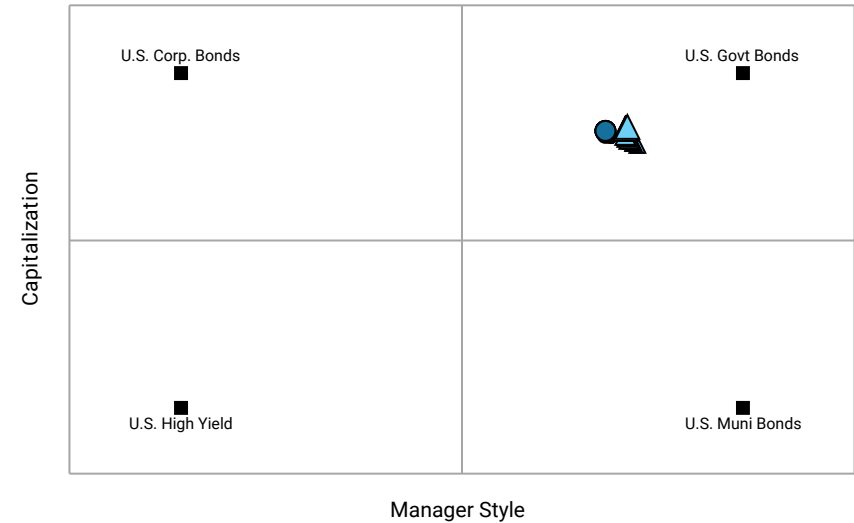 U.S. Corp. Bonds
U.S. Govt Bonds
Capitalization
U.S. High Yield
U.S. Muni Bonds
Manager Style